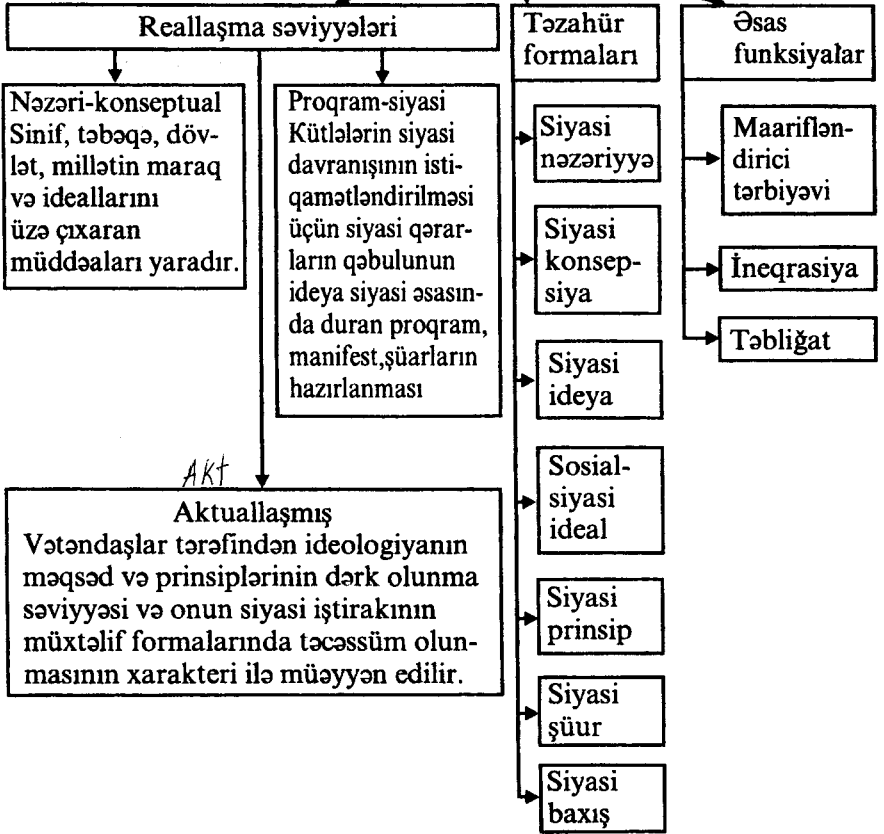 Reallaşma səviyyələri
Nəzəri-konseptual
Sinif, təbəqə, döv-
lət, millətin maraq
və ideallarını
üzə çıxaran
müddəaları yaradır.
Proqram-siyasi
Kütlələrin siyasi
davranışının isti-
qamətləndirilməsi
üçün siyasi qərar-
ların qəbulunun
ideya siyasi əsasın-
da duran proqram,
manifest,şüarların
hazırlanması
AKt
Aktuallaşmış
Vətəndaşlar tərəfindən ideologiyanın
məqsəd və prinsiplərinin dərk olunma
səviyyəsi və onun siyasi iştirakının
müxtəlif formalarında təcəssüm olun-
masının xarakteri ilə müəyyən edilir.
Təzahür
formaları
Siyasi
nəzəriyyə
Siyasi
konsep-
siya
Siyasi
ideya
Sosial-
siyasi
ideal
Siyasi
prinsip
Siyasi
şüur
Siyasi
baxış
Əsas
funksiyalar
Maariflən-
dirici
tərbiyəvi
İneqrasiya
Təbliğat